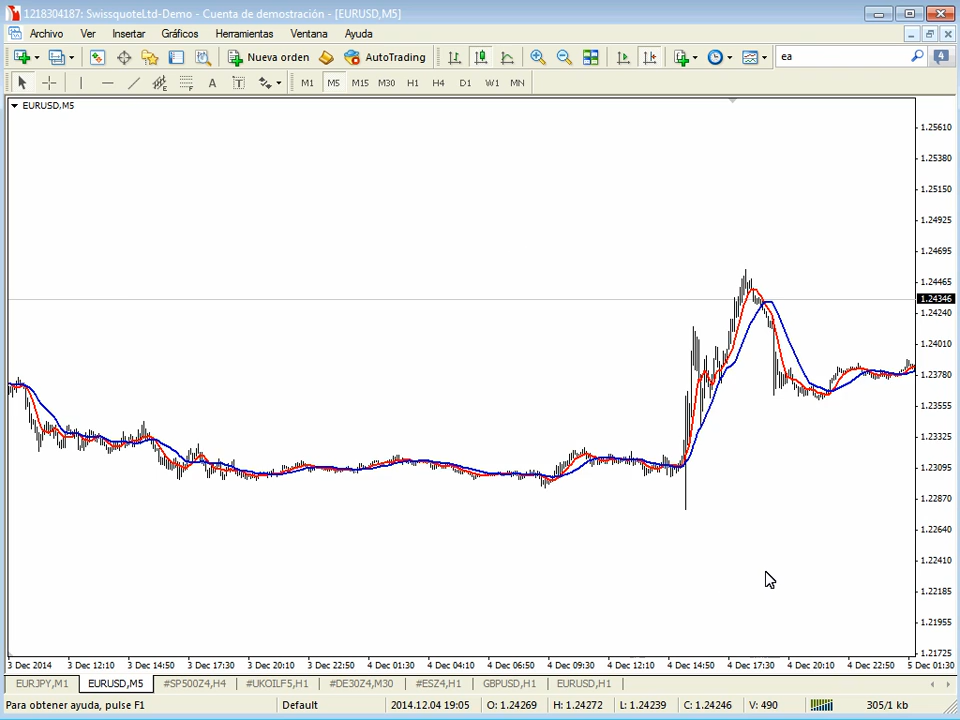 1218304187: SwissquoteLtd-Demo - Cuenta de demostración - [EURUSD,M5]
Archivo Ver Insertar Gráficos Herramientas Ventana Ayuda
Nueva orden AutoTrading ea 4
A T M1 M5 M15 M30 H1 H4 D1 W1 MN
EURUSD,M5
1.25610
1.25380
1.25150
1.24925
1.24695
1.24465
1.24346
1.24240
1.24010
1.23780
1.23555
1.23325
1.23095
1.22870
1.22640
1.22410
1.22185
1.21955
1.21725
3 Dec 2014 3 Dec 12:10 3 Dec 14:50 3 Dec 17:30 3 Dec 20:10 3 Dec 22:50 4 Dec 01:30 4 Dec 04:10 4 Dec 06:50 4 Dec 09:30 4 Dec 12:10 4 Dec 14:50 4 Dec 17:30 4 Dec 20:10 4 Dec 22:50 5 Dec 01:30
EURJPY,M1 EURUSD,M5 #SP500Z4,H4 #UKOILF5,H1 #DE30Z4,M30 #ESZ4,H1 GBPUSD,H1 EURUSD,H1
Para obtener ayuda, pulse F1 Default 2014.12.04 19:05 O: 1.24269 H: 1.24272 L: 1.24239 C: 1.24246 V: 490 305/1 kb